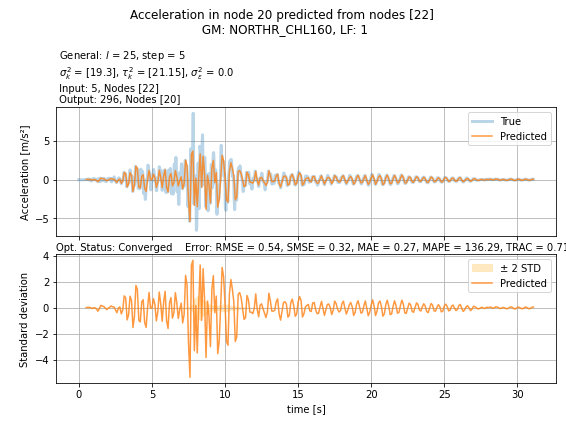 Acceleration in node 20 predicted from nodes [22]
GM: NORTHR_CHL160, LF: 1
General: l = 25, step = 5
σ²ₖ = [19.3], τ²ₖ = [21.15], σ²ε = 0.0
Input: 5, Nodes [22]
Output: 296, Nodes [20]
Acceleration [m/s²]
5
0
−5
True
Predicted
Opt. Status: Converged Error: RMSE = 0.54, SMSE = 0.32, MAE = 0.27, MAPE = 136.29, TRAC = 0.71
Standard deviation
4
2
0
−2
−4
± 2 STD
Predicted
0 5 10 15 20 25 30
time [s]